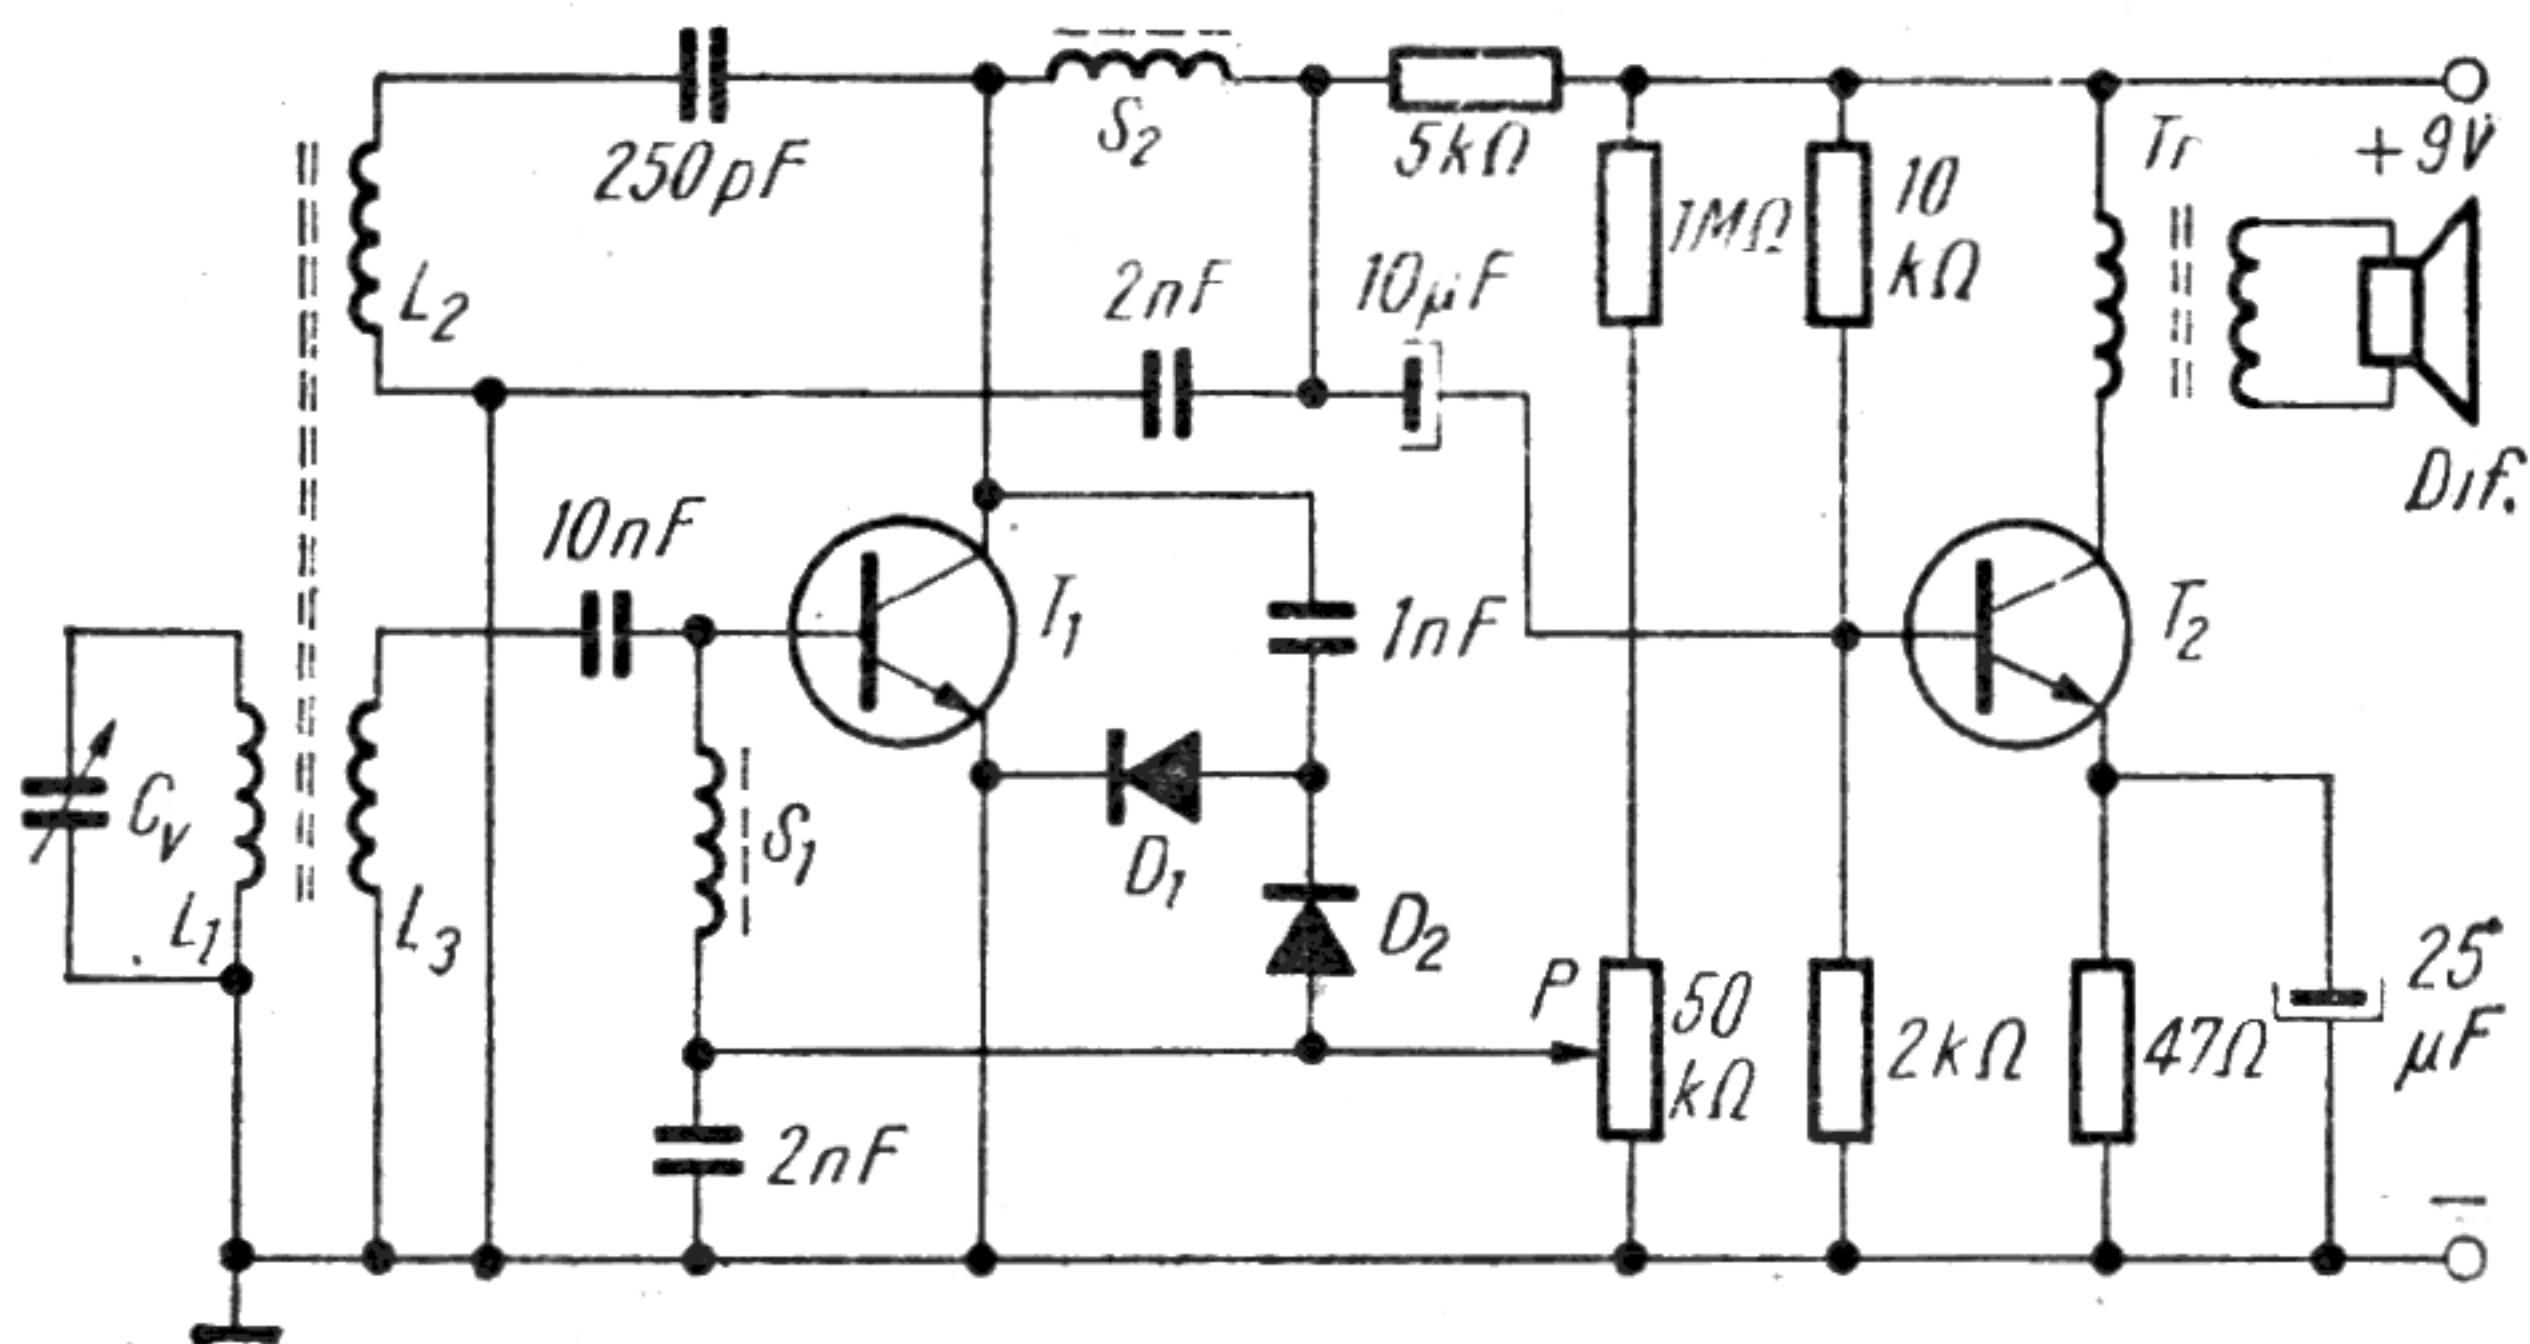 250pF
S2
5kΩ
Tr
+9V
1MΩ
10
kΩ
L2
2nF
10µF
Dif.
10nF
T1
1nF
T2
Cv
S1
D1
L1
L3
D2
P
50
kΩ
2kΩ
47Ω
25
µF
2nF
−